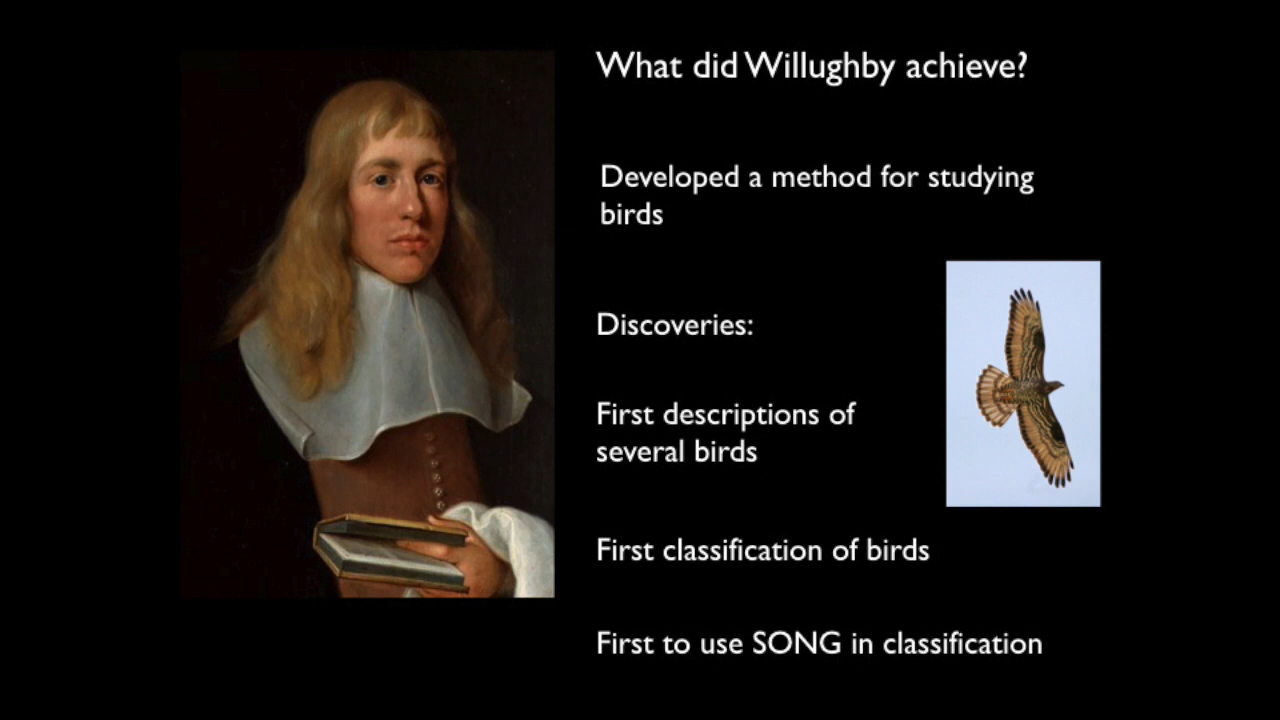 What did Willughby achieve?
Developed a method for studying
birds
Discoveries:
First descriptions of
several birds
First classification of birds
First to use SONG in classification